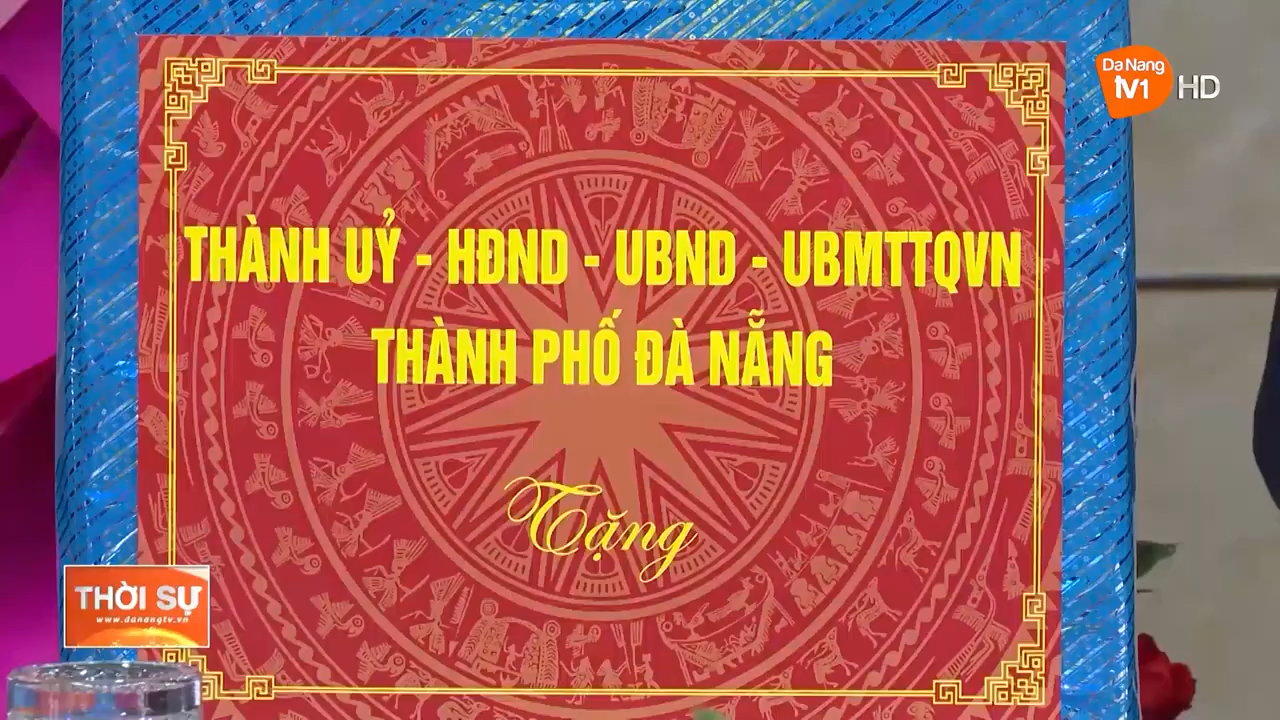 Da Nang
TV1 HD
THÀNH UỶ - HĐND - UBND - UBMTTQVN
THÀNH PHỐ ĐÀ NẴNG
Tặng
THỜI SỰ
www.danangtv.vn